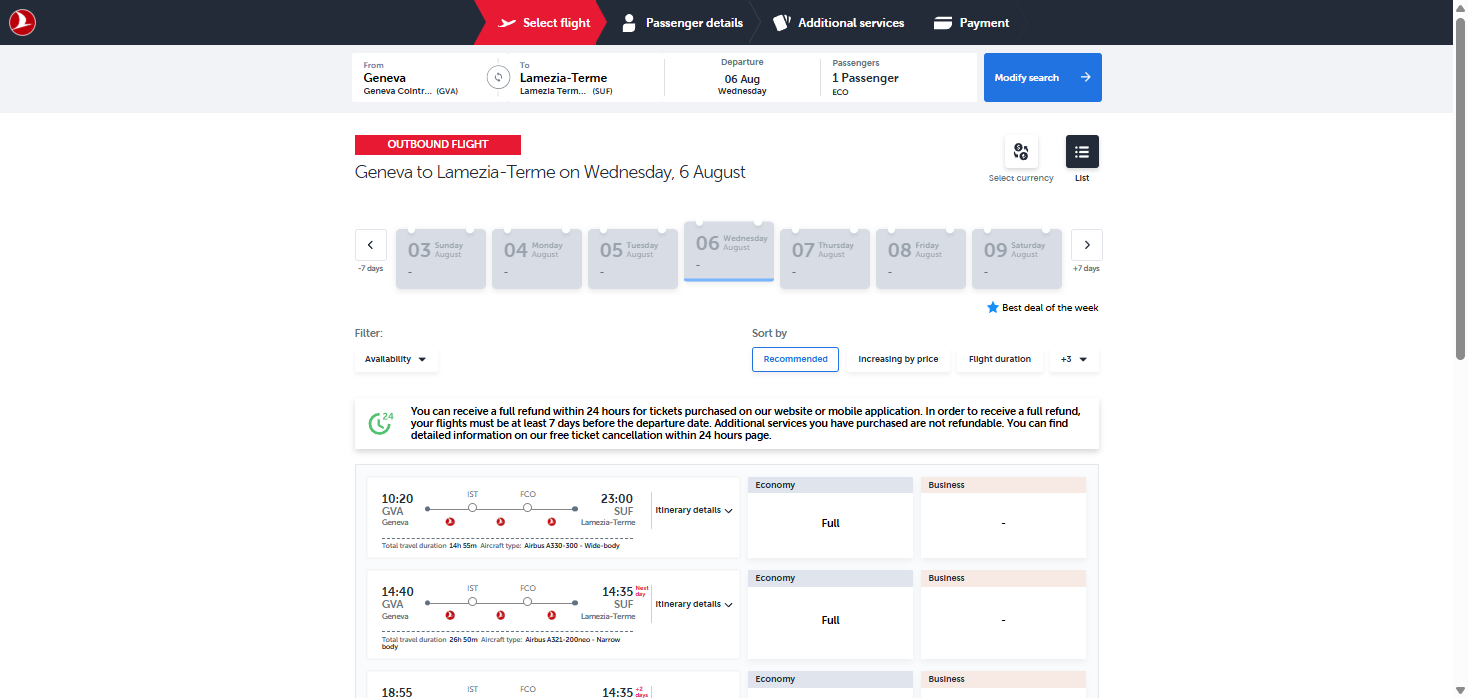 Select flight
Passenger details
Additional services
Payment
From
Geneva
Geneva Cointr... (GVA)
To
Lamezia-Terme
Lamezia Term... (SUF)
Departure
06 Aug
Wednesday
Passengers
1 Passenger
ECO
Modify search
OUTBOUND FLIGHT
Geneva to Lamezia-Terme on Wednesday, 6 August
Select currency
List
-7 days
03 Sunday August
-
04 Monday August
-
05 Tuesday August
-
06 Wednesday August
-
07 Thursday August
-
08 Friday August
-
09 Saturday August
-
+7 days
Best deal of the week
Filter:
Availability
Sort by
Recommended
Increasing by price
Flight duration
+3
24
You can receive a full refund within 24 hours for tickets purchased on our website or mobile application. In order to receive a full refund,
your flights must be at least 7 days before the departure date. Additional services you have purchased are not refundable. You can find
detailed information on our free ticket cancellation within 24 hours page.
10:20
GVA
Geneva
IST
FCO
23:00
SUF
Lamezia-Terme
Itinerary details
Total travel duration 14h 55m Aircraft type: Airbus A330-300 - Wide-body
Economy
Full
Business
-
14:40
GVA
Geneva
IST
FCO
14:35 Next day
SUF
Lamezia-Terme
Itinerary details
Total travel duration 26h 50m Aircraft type: Airbus A321-200neo - Narrow
body
Economy
Full
Business
-
18:55
IST
FCO
14:35 +2 days
Economy
Business